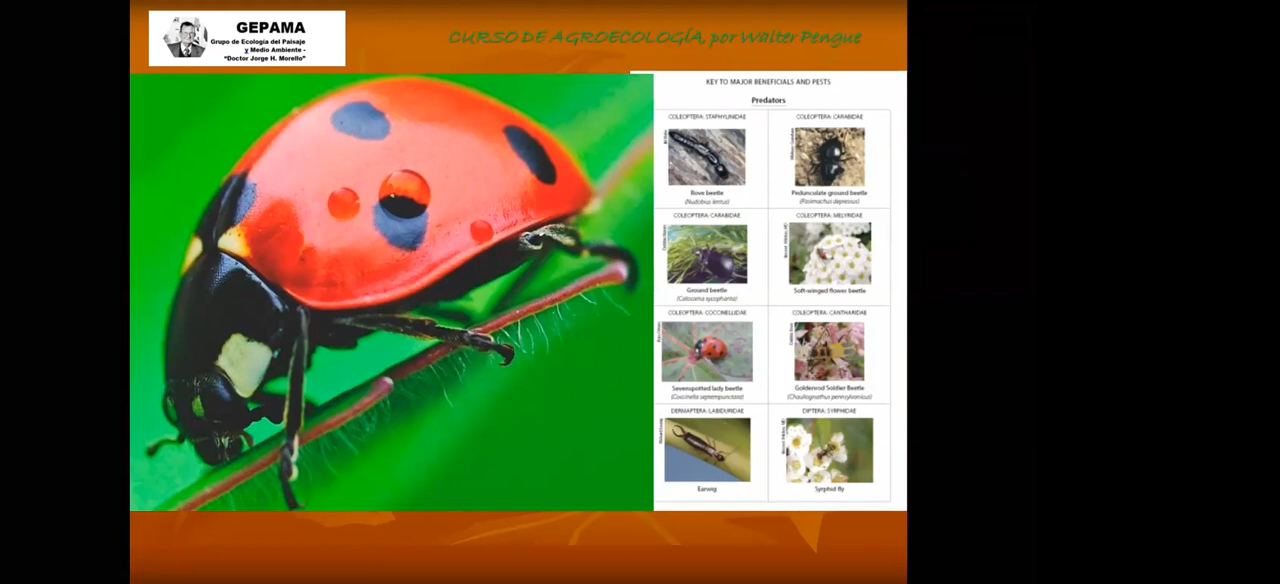 GEPAMA
Grupo de Ecología del Paisaje
y Medio Ambiente -
“Doctor Jorge H. Morello”
CURSO DE AGROECOLOGÍA, por Walter Pengue
KEY TO MAJOR BENEFICIALS AND PESTS
Predators
COLEOPTERA: STAPHYLINIDAE
COLEOPTERA: CARABIDAE
Rove beetle
(Nudobius lentus)
Pedunculate ground beetle
(Pasimachus depressus)
COLEOPTERA: CARABIDAE
COLEOPTERA: MELYRIDAE
Ground beetle
(Calosoma sycophanta)
Soft-winged flower beetle
COLEOPTERA: COCCINELLIDAE
COLEOPTERA: CANTHARIDAE
Sevenspotted lady beetle
(Coccinella septempunctata)
Goldenrod Soldier Beetle
(Chauliognathus pennsylvanicus)
DERMAPTERA: LABIDURIDAE
DIPTERA: SYRPHIDAE
Earwig
Syrphid fly